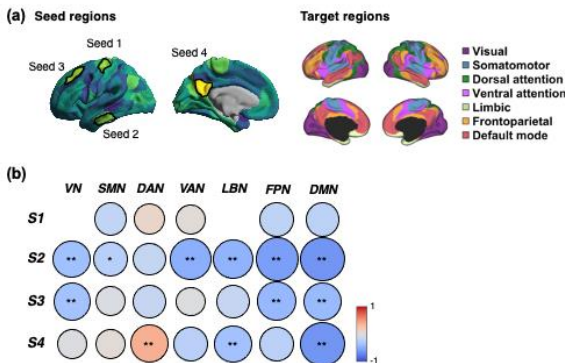 (a) Seed regions Target regions
Seed 1
Seed 3
Seed 4
Seed 2
Visual
Somatomotor
Dorsal attention
Ventral attention
Limbic
Frontoparietal
Default mode
(b)
VN SMN DAN VAN LBN FPN DMN
S1
S2 ** * ** ** ** **
S3 ** ** **
S4 ** ** **
1
-1